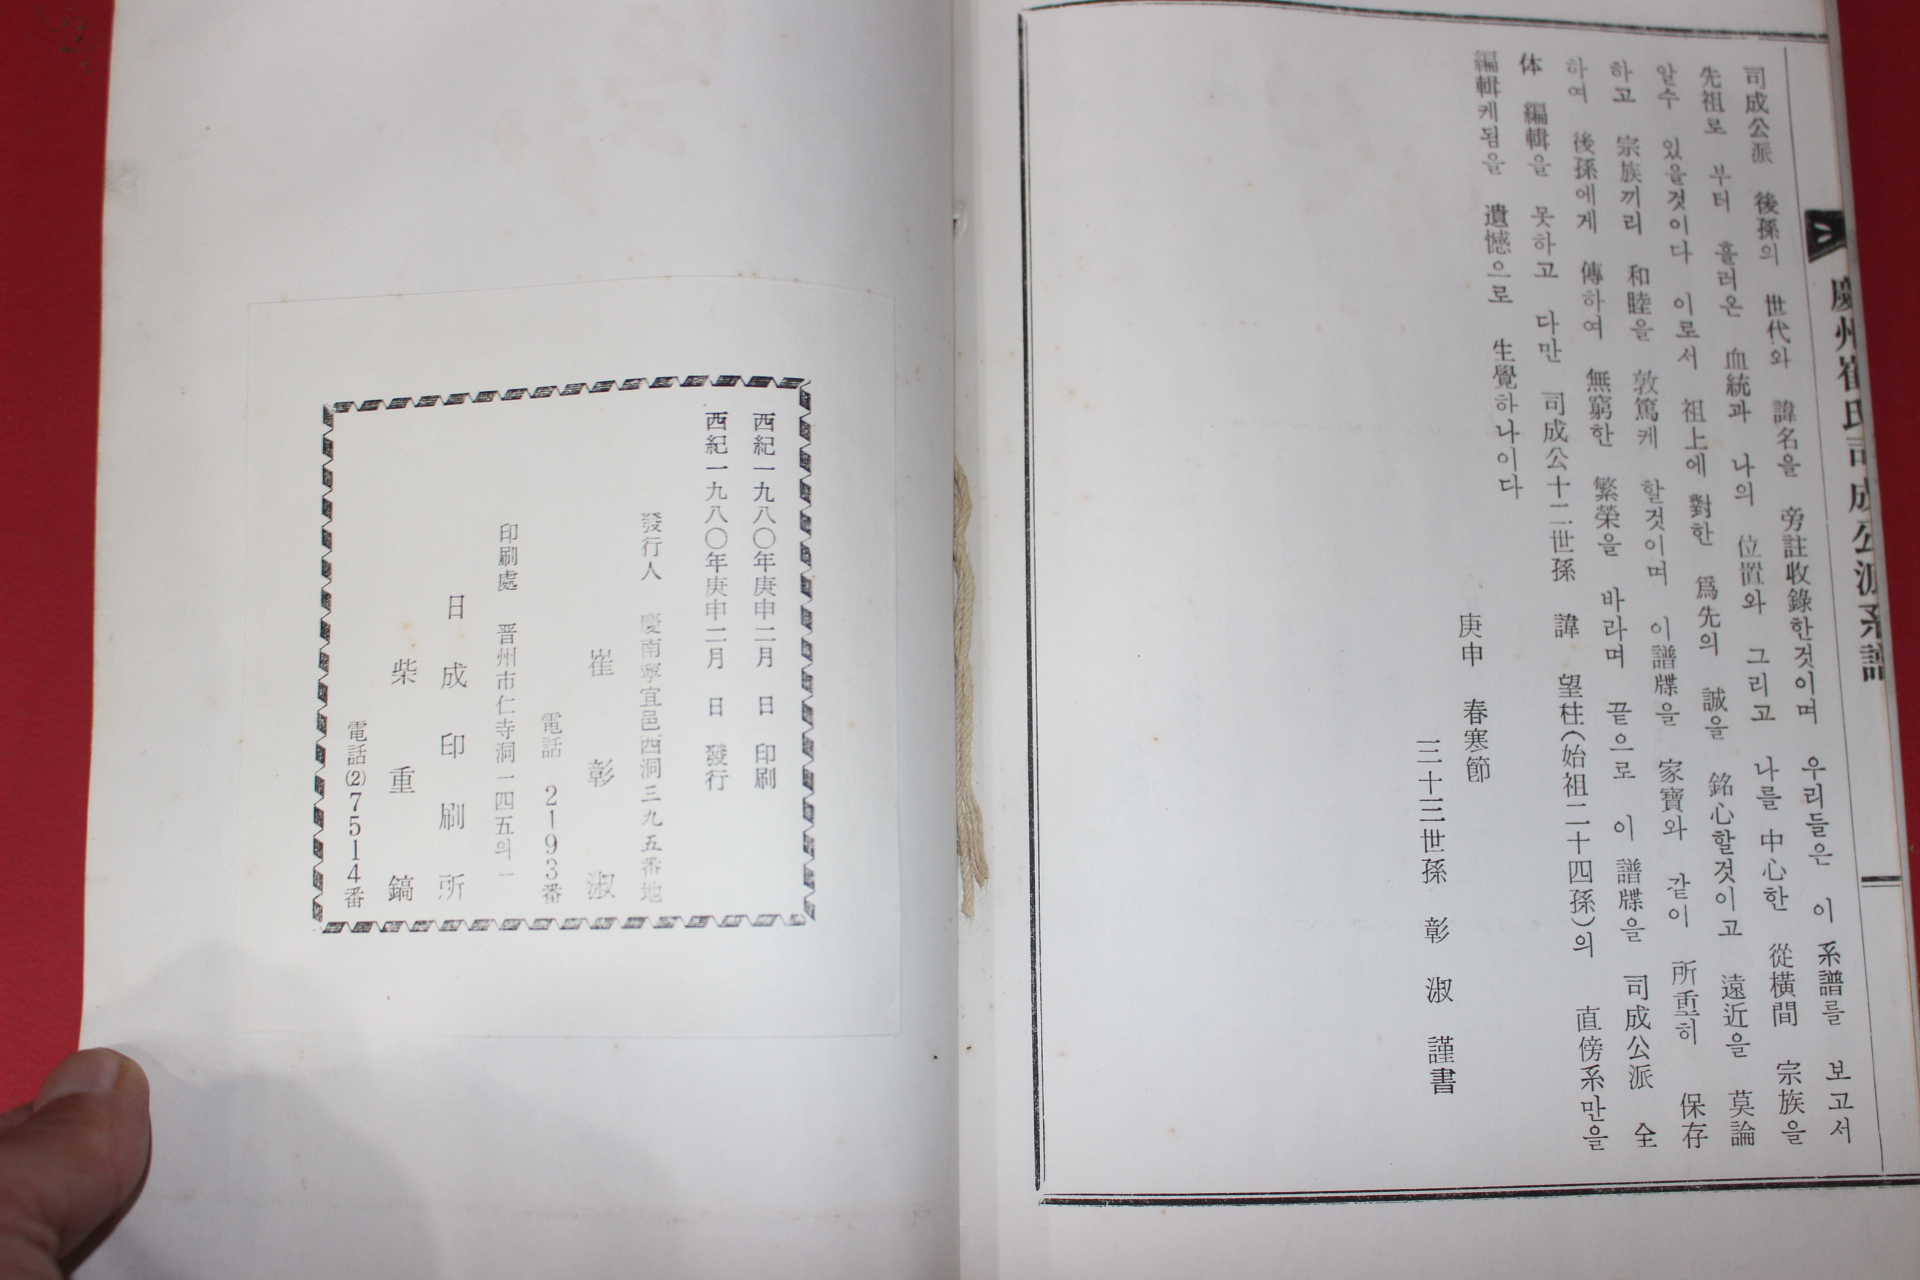 慶州崔氏司成公派系譜
司成公派 後孫의 世代와 諱名을 旁註收錄한것이며 우리들은 이 系譜를 보고서
先祖로 부터 흘러온 血統과 나의 位置와 그리고 나를 中心한 從橫間 宗族을
알수 있을것이다 이로서 祖上에 對한 爲先의 誠을 銘心할것이고 遠近을 莫論
하고 宗族끼리 和睦을 敦篤케 할것이며 이 譜牒을 家寶와 같이 所重히 保存
하여 後孫에게 傳하여 無窮한 繁榮을 바라며 끝으로 이 譜牒을 司成公派 全
体 編輯을 못하고 다만 司成公十二世孫 諱 望柱(始祖二十四孫)의 直傍系만을
編輯케됨을 遺憾으로 生覺하나이다
庚申 春寒節
三十三世孫 彰淑 謹書
西紀一九八〇年庚申二月 日 印刷
西紀一九八〇年庚申二月 日 發行
發行人 慶南寧宜邑西洞三九五番地
崔彰淑
電話 2193番
印刷處 晋州市仁寺洞一四五의一
日成印刷所
柴重鎬
電話(2)7514番